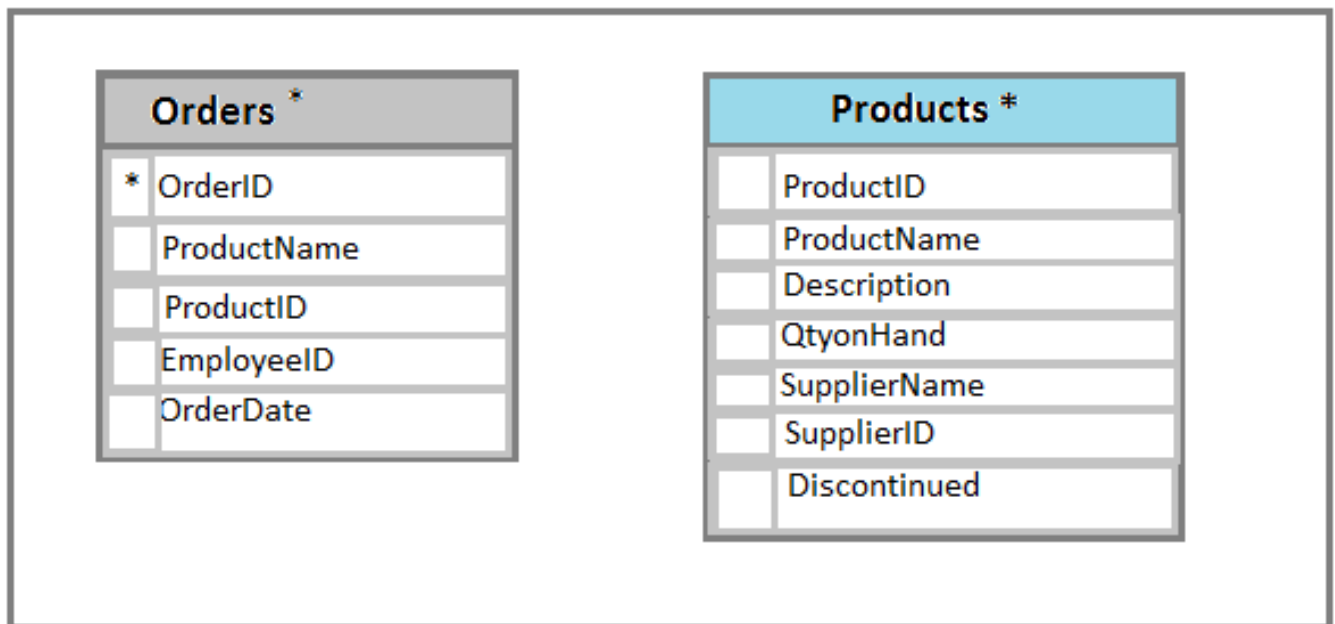 Orders *
* OrderID
ProductName
ProductID
EmployeeID
OrderDate
Products *
ProductID
ProductName
Description
QtyonHand
SupplierName
SupplierID
Discontinued